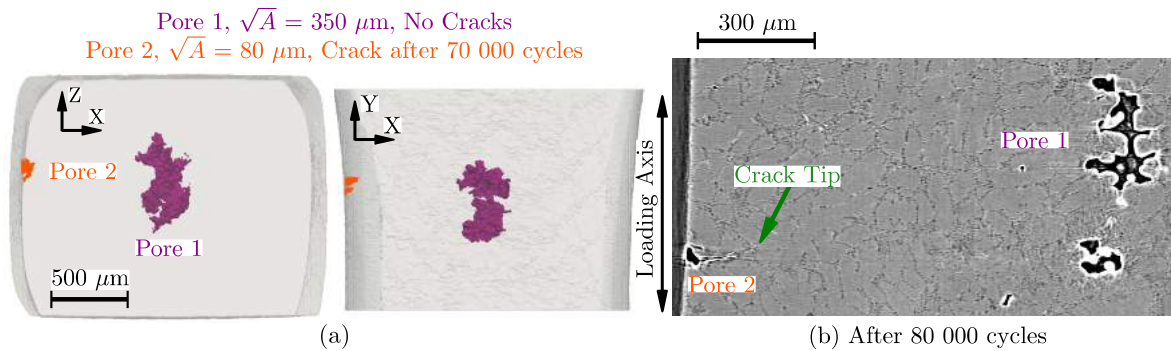 Pore 1, √A = 350 μm, No Cracks
Pore 2, √A = 80 μm, Crack after 70 000 cycles
Z
X
Pore 2
Pore 1
500 μm
Y
X
(a)
300 μm
Loading Axis
Pore 1
Crack Tip
Pore 2
(b) After 80 000 cycles